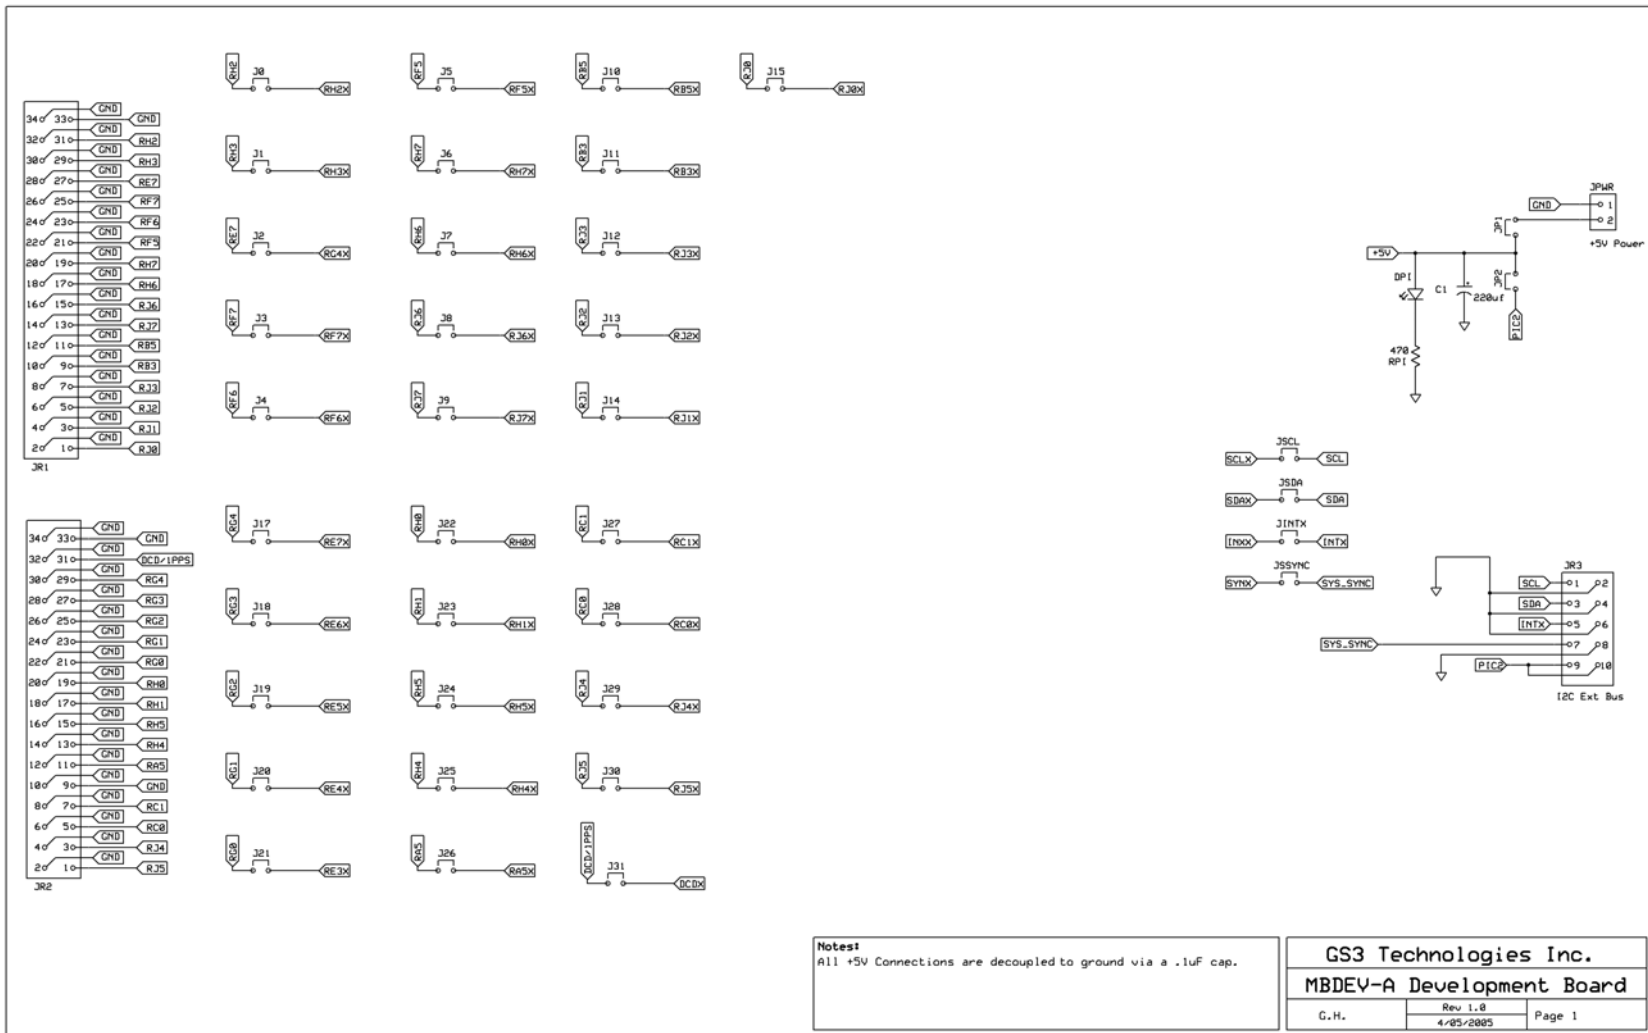 RH2 J0 RH2X
RF5 J5 RF5X
RB5 J10 RB5X
RJ0 J15 RJ0X
RH3 J1 RH3X
RH7 J6 RH7X
RB3 J11 RB3X
RE7 J2 RG4X
RH6 J7 RH6X
RJ3 J12 RJ3X
RF7 J3 RF7X
RJ6 J8 RJ6X
RJ2 J13 RJ2X
RF6 J4 RF6X
RJ7 J9 RJ7X
RJ1 J14 RJ1X
GND
34 33 GND
GND
32 31 RH2
GND
30 29 RH3
GND
28 27 RE7
GND
26 25 RF7
GND
24 23 RF6
GND
22 21 RF5
GND
20 19 RH7
GND
18 17 RH6
GND
16 15 RJ6
GND
14 13 RJ7
GND
12 11 RB5
GND
10 9 RB3
GND
8 7 RJ3
GND
6 5 RJ2
GND
4 3 RJ1
GND
2 1 RJ0
JR1
JPWR
GND 1
2
+5V Power
JP1
+5V
JP2
DPI
C1
220uf
PIC2
470
RPI
GND
34 33 GND
GND
32 31 DCD/1PPS
GND
30 29 RG4
GND
28 27 RG3
GND
26 25 RG2
GND
24 23 RG1
GND
22 21 RG0
GND
20 19 RH0
GND
18 17 RH1
GND
16 15 RH5
GND
14 13 RH4
GND
12 11 RA5
GND
10 9 GND
GND
8 7 RC1
GND
6 5 RC0
GND
4 3 RJ4
GND
2 1 RJ5
JR2
RG4 J17 RE7X
RH0 J22 RH0X
RC1 J27 RC1X
RG3 J18 RE6X
RH1 J23 RH1X
RC0 J28 RC0X
RG2 J19 RE5X
RH5 J24 RH5X
RJ4 J29 RJ4X
RG1 J20 RE4X
RH4 J25 RH4X
RJ5 J30 RJ5X
RG0 J21 RE3X
RA5 J26 RA5X
DCD/1PPS J31 DCDX
JSCL
SCLX SCL
JSDA
SDAX SDA
JINTX
INXX INTX
JSSYNC
SYNX SYS_SYNC
JR3
SCL 1 2
SDA 3 4
INTX 5 6
SYS_SYNC 7 8
PIC2 9 10
I2C Ext Bus
Notes:
All +5V Connections are decoupled to ground via a .1uF cap.
GS3 Technologies Inc.
MBDEV-A Development Board
G.H.
Rev 1.0
4/05/2005
Page 1